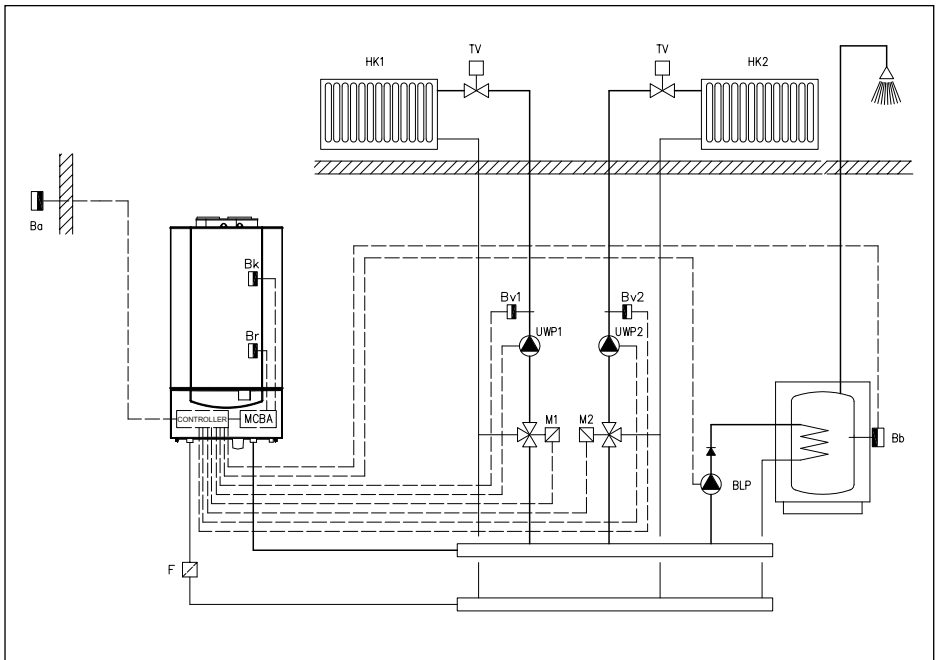 TV
TV
HK1
HK2
Ba
Bk
Bv1
Bv2
Br
UWP1
UWP2
CONTROLLER
MCBA
M1
M2
Bb
BLP
F